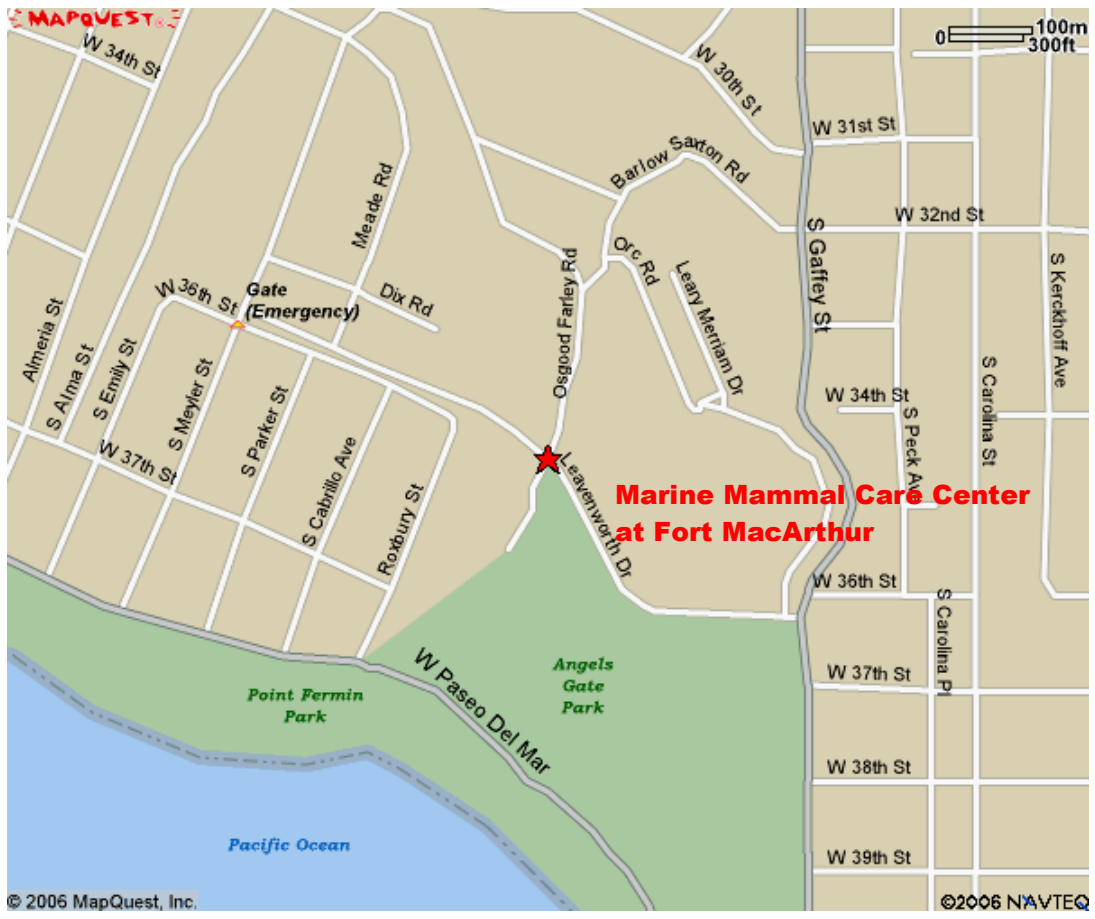 MAPQUEST
0 100m
300ft
W 34th St
W 30th St
W 31st St
Barlow Saxton Rd
W 32nd St
Meade Rd
S Gaffey St
Orc Rd
Leary Merriam Dr
S Kerckhoff Ave
W 36th St
Gate
(Emergency)
Dix Rd
Osgood Farley Rd
Almeria St
S Alma St
S Emily St
S Meyler St
S Parker St
S Cabrillo Ave
Roxbury St
W 37th St
W 34th St
S Peck Ave
S Carolina St
Leavenworth Dr
Marine Mammal Care Center
at Fort MacArthur
W 36th St
S Carolina Pl
W 37th St
Angels
Gate
Park
Point Fermin
Park
W Paseo Del Mar
W 38th St
Pacific Ocean
W 39th St
© 2006 MapQuest, Inc.
©2006 NAVTEQ